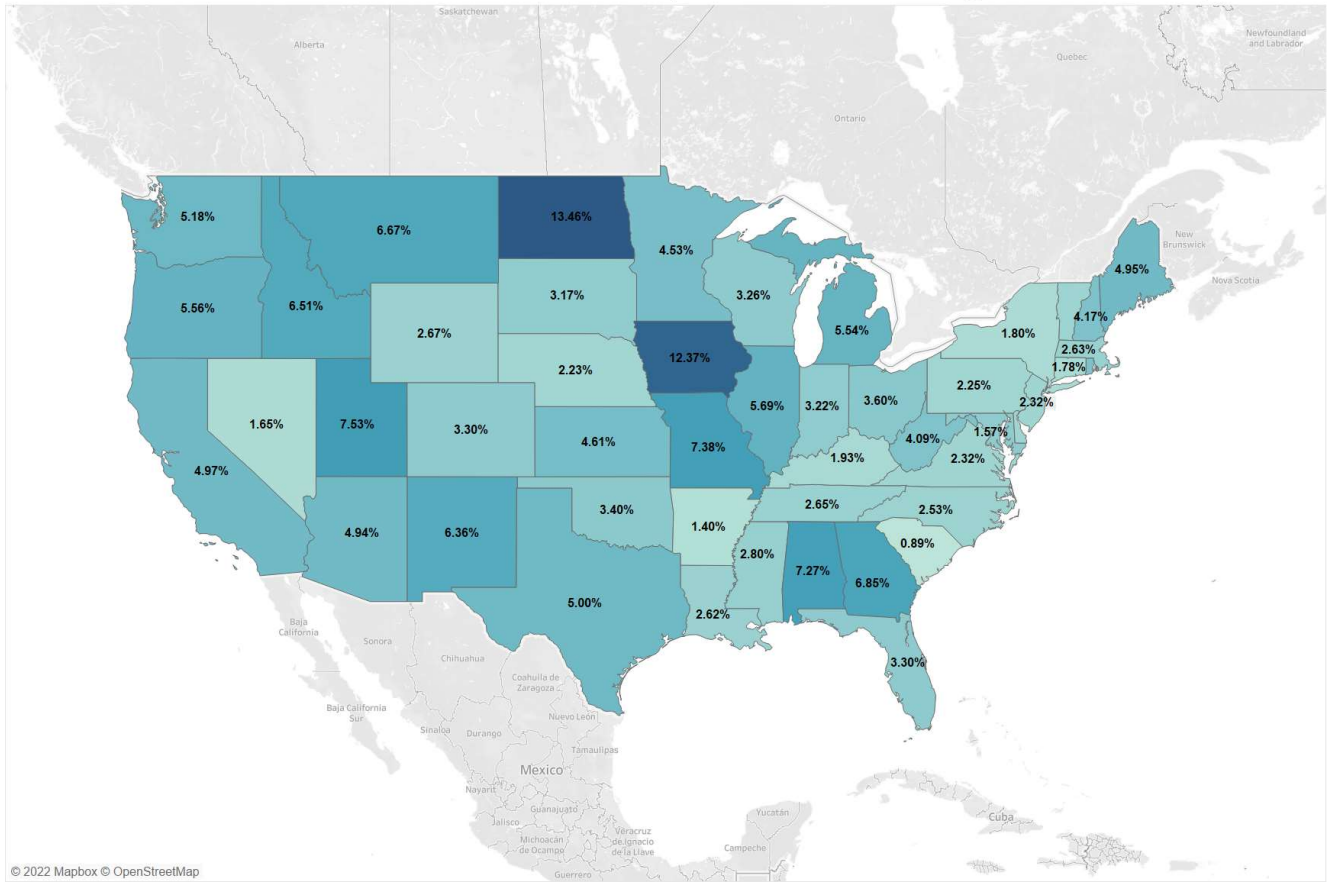 Saskatchewan
Newfoundland
and Labrador
Alberta
Quebec
Ontario
5.18%
6.67%
13.46%
4.53%
New
Brunswick
4.95%
Nova Scotia
5.56%
6.51%
3.17%
3.26%
4.17%
2.67%
5.54%
1.80%
2.63%
12.37%
1.78%
2.23%
2.25%
1.65%
7.53%
3.30%
5.69%
3.22%
3.60%
2.32%
4.61%
7.38%
4.09%
1.57%
4.97%
1.93%
2.32%
3.40%
2.65%
2.53%
4.94%
6.36%
1.40%
0.89%
2.80%
7.27%
6.85%
5.00%
2.62%
Baja
California
Sonora
Chihuahua
3.30%
Coahuila de
Zaragoza
Baja California
Sur
Nuevo León
Sinaloa
Durango
Tamaulipas
Mexico
Nayarit
Guanajuato
Yucatán
Cuba
Jalisco
Veracruz
de Ignacio
de la Llave
Michoacán
de Ocampo
Campeche
Guerrero
© 2022 Mapbox © OpenStreetMap